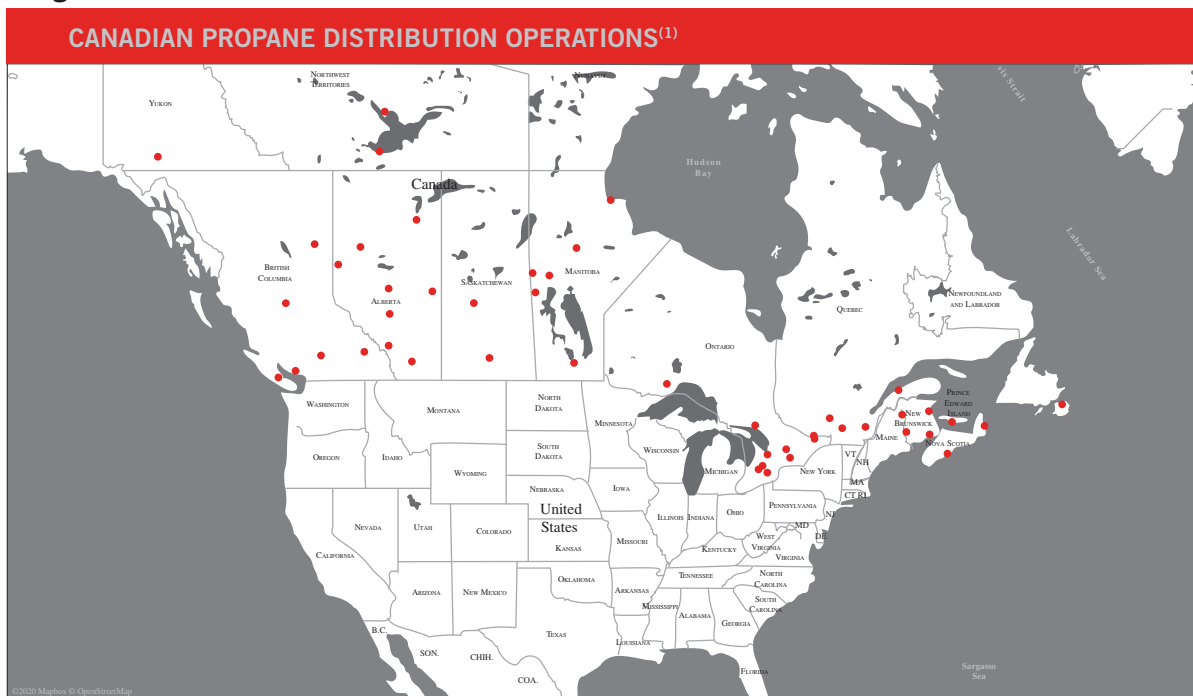 CANADIAN PROPANE DISTRIBUTION OPERATIONS(1)
NORTHWEST
TERRITORIES
NUNAVUT
vis Strait
YUKON
Hudson
Bay
Canada
Labrador Sea
BRITISH
COLUMBIA
ALBERTA
SASKATCHEWAN
MANITOBA
QUEBEC
NEWFOUNDLAND
AND LABRADOR
ONTARIO
PRINCE
EDWARD
ISLAND
NEW
BRUNSWICK
NOVA SCOTIA
WASHINGTON
MONTANA
NORTH
DAKOTA
MINNESOTA
MAINE
OREGON
IDAHO
SOUTH
DAKOTA
WISCONSIN
MICHIGAN
NEW YORK
VT
NH
WYOMING
NEBRASKA
IOWA
MA
CT RI
United
States
ILLINOIS
INDIANA
OHIO
PENNSYLVANIA
NJ
NEVADA
UTAH
COLORADO
KANSAS
MISSOURI
WEST
VIRGINIA
MD
DE
CALIFORNIA
KENTUCKY
VIRGINIA
ARIZONA
NEW MEXICO
OKLAHOMA
ARKANSAS
TENNESSEE
NORTH
CAROLINA
SOUTH
CAROLINA
MISSISSIPPI
ALABAMA
GEORGIA
TEXAS
LOUISIANA
FLORIDA
B.C.
SON.
CHIH.
COA.
Sargasso
Sea
©2020 Mapbox © OpenStreetMap